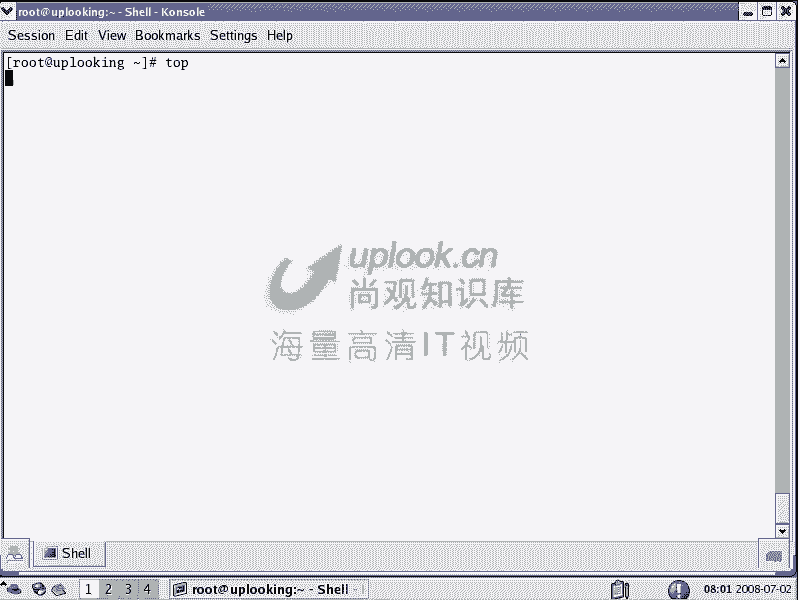 root@uplooking:~ - Shell - Konsole
Session Edit View Bookmarks Settings Help
[root@uplooking ~]# top
uplook.cn
尚观知识库
海量高清IT视频
Shell
1 2 3 4 root@uplooking:~ - Shell - 08:01 2008-07-02